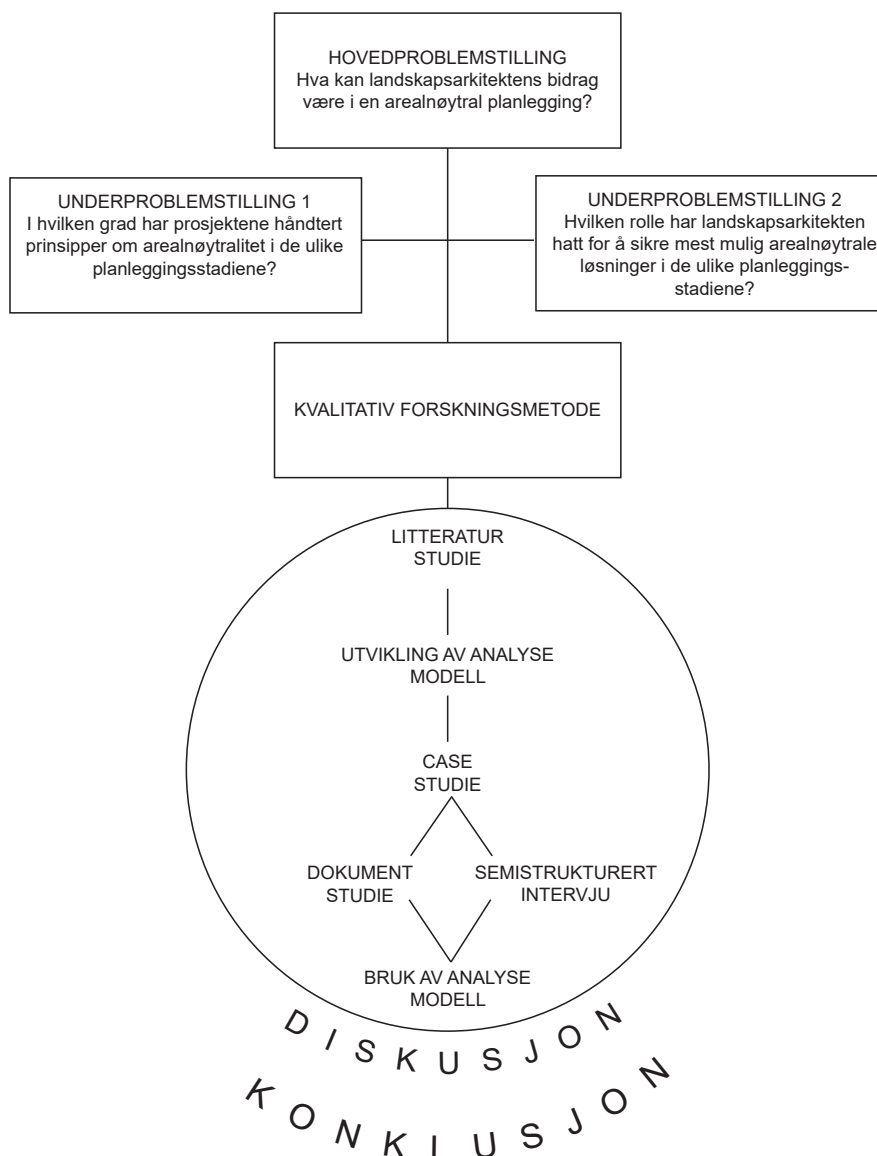 HOVEDPROBLEMSTILLING
Hva kan landskapsarkitektens bidrag
være i en arealnøytral planlegging?
UNDERPROBLEMSTILLING 1
I hvilken grad har prosjektene håndtert
prinsipper om arealnøytralitet i de ulike
planleggingsstadiene?
UNDERPROBLEMSTILLING 2
Hvilken rolle har landskapsarkitekten
hatt for å sikre mest mulig arealnøytrale
løsninger i de ulike planleggings-
stadiene?
KVALITATIV FORSKNINGSMETODE
LITTERATUR
STUDIE
UTVIKLING AV ANALYSE
MODELL
CASE
STUDIE
DOKUMENT
STUDIE
SEMISTRUKTURERT
INTERVJU
BRUK AV ANALYSE
MODELL
DISKUSJON
KONKLUSJON